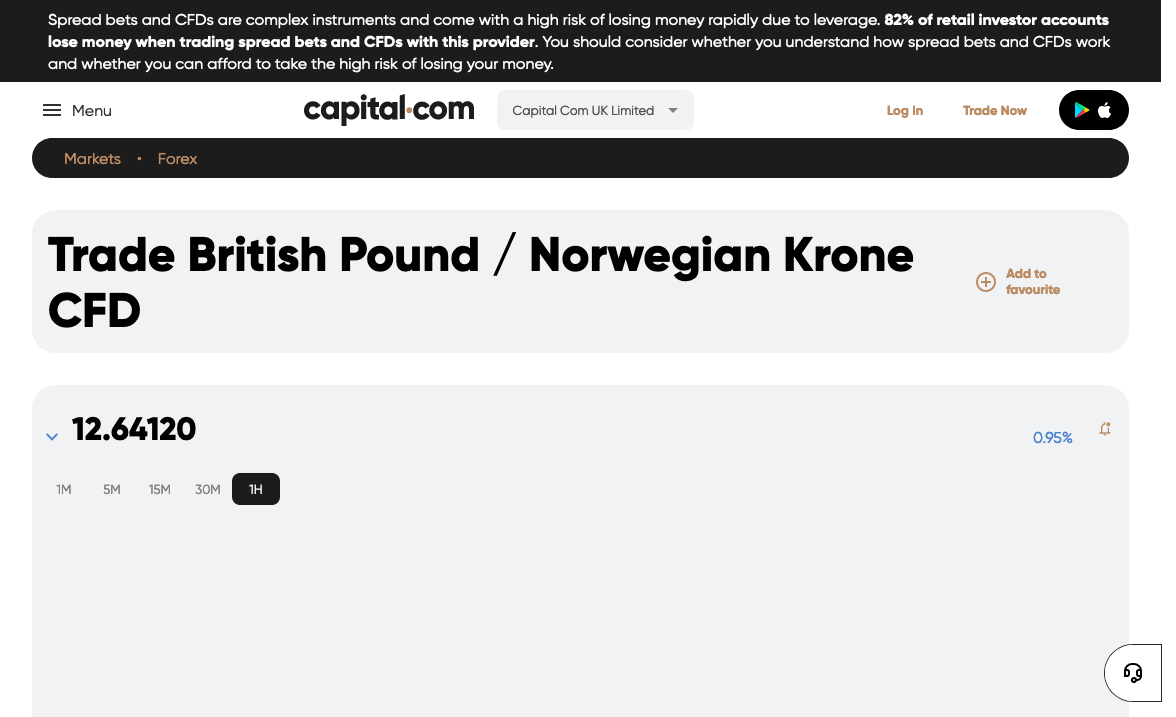 Spread bets and CFDs are complex instruments and come with a high risk of losing money rapidly due to leverage. 82% of retail investor accounts
lose money when trading spread bets and CFDs with this provider. You should consider whether you understand how spread bets and CFDs work
and whether you can afford to take the high risk of losing your money.
Menu
capital.com
Capital Com UK Limited
Log In
Trade Now
Markets • Forex
Trade British Pound / Norwegian Krone
CFD
Add to
favourite
12.64120
0.95%
1M 5M 15M 30M 1H